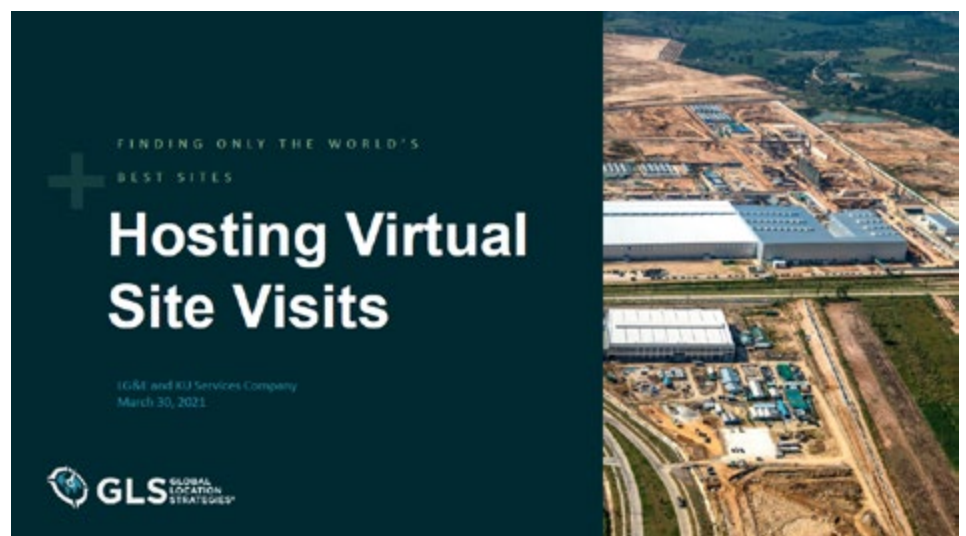 FINDING ONLY THE WORLD'S
BEST SITES
Hosting Virtual
Site Visits
LG&E and KU Services Company
March 30, 2021
GLS GLOBAL
LOCATION
STRATEGIES®